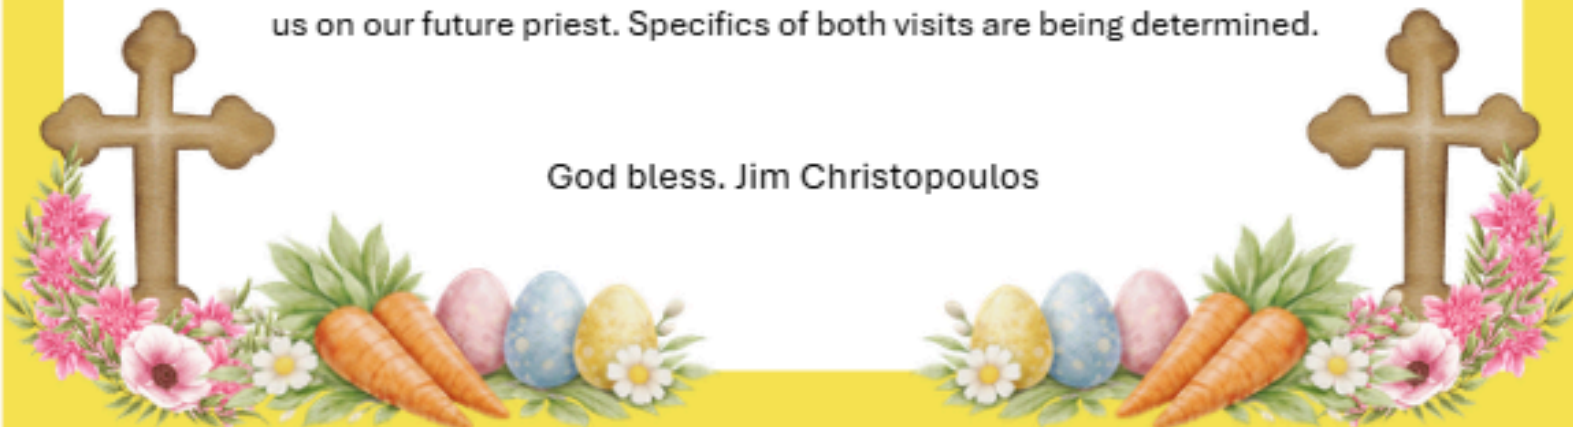 us on our future priest. Specifics of both visits are being determined.
God bless. Jim Christopoulos